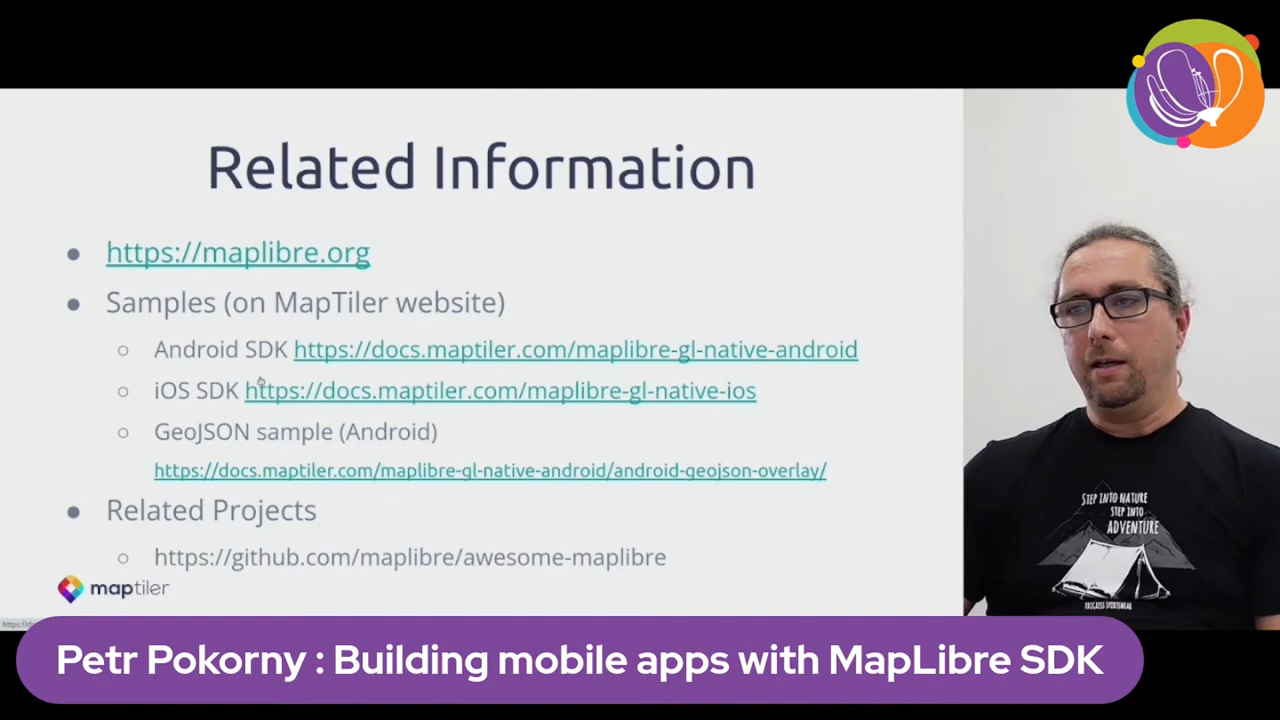 Related Information
https://maplibre.org
Samples (on MapTiler website)
Android SDK https://docs.maptiler.com/maplibre-gl-native-android
iOS SDK https://docs.maptiler.com/maplibre-gl-native-ios
GeoJSON sample (Android)
https://docs.maptiler.com/maplibre-gl-native-android/android-geojson-overlay/
Related Projects
https://github.com/maplibre/awesome-maplibre
maptiler
STEP INTO NATURE
STEP INTO
ADVENTURE
Petr Pokorny : Building mobile apps with MapLibre SDK